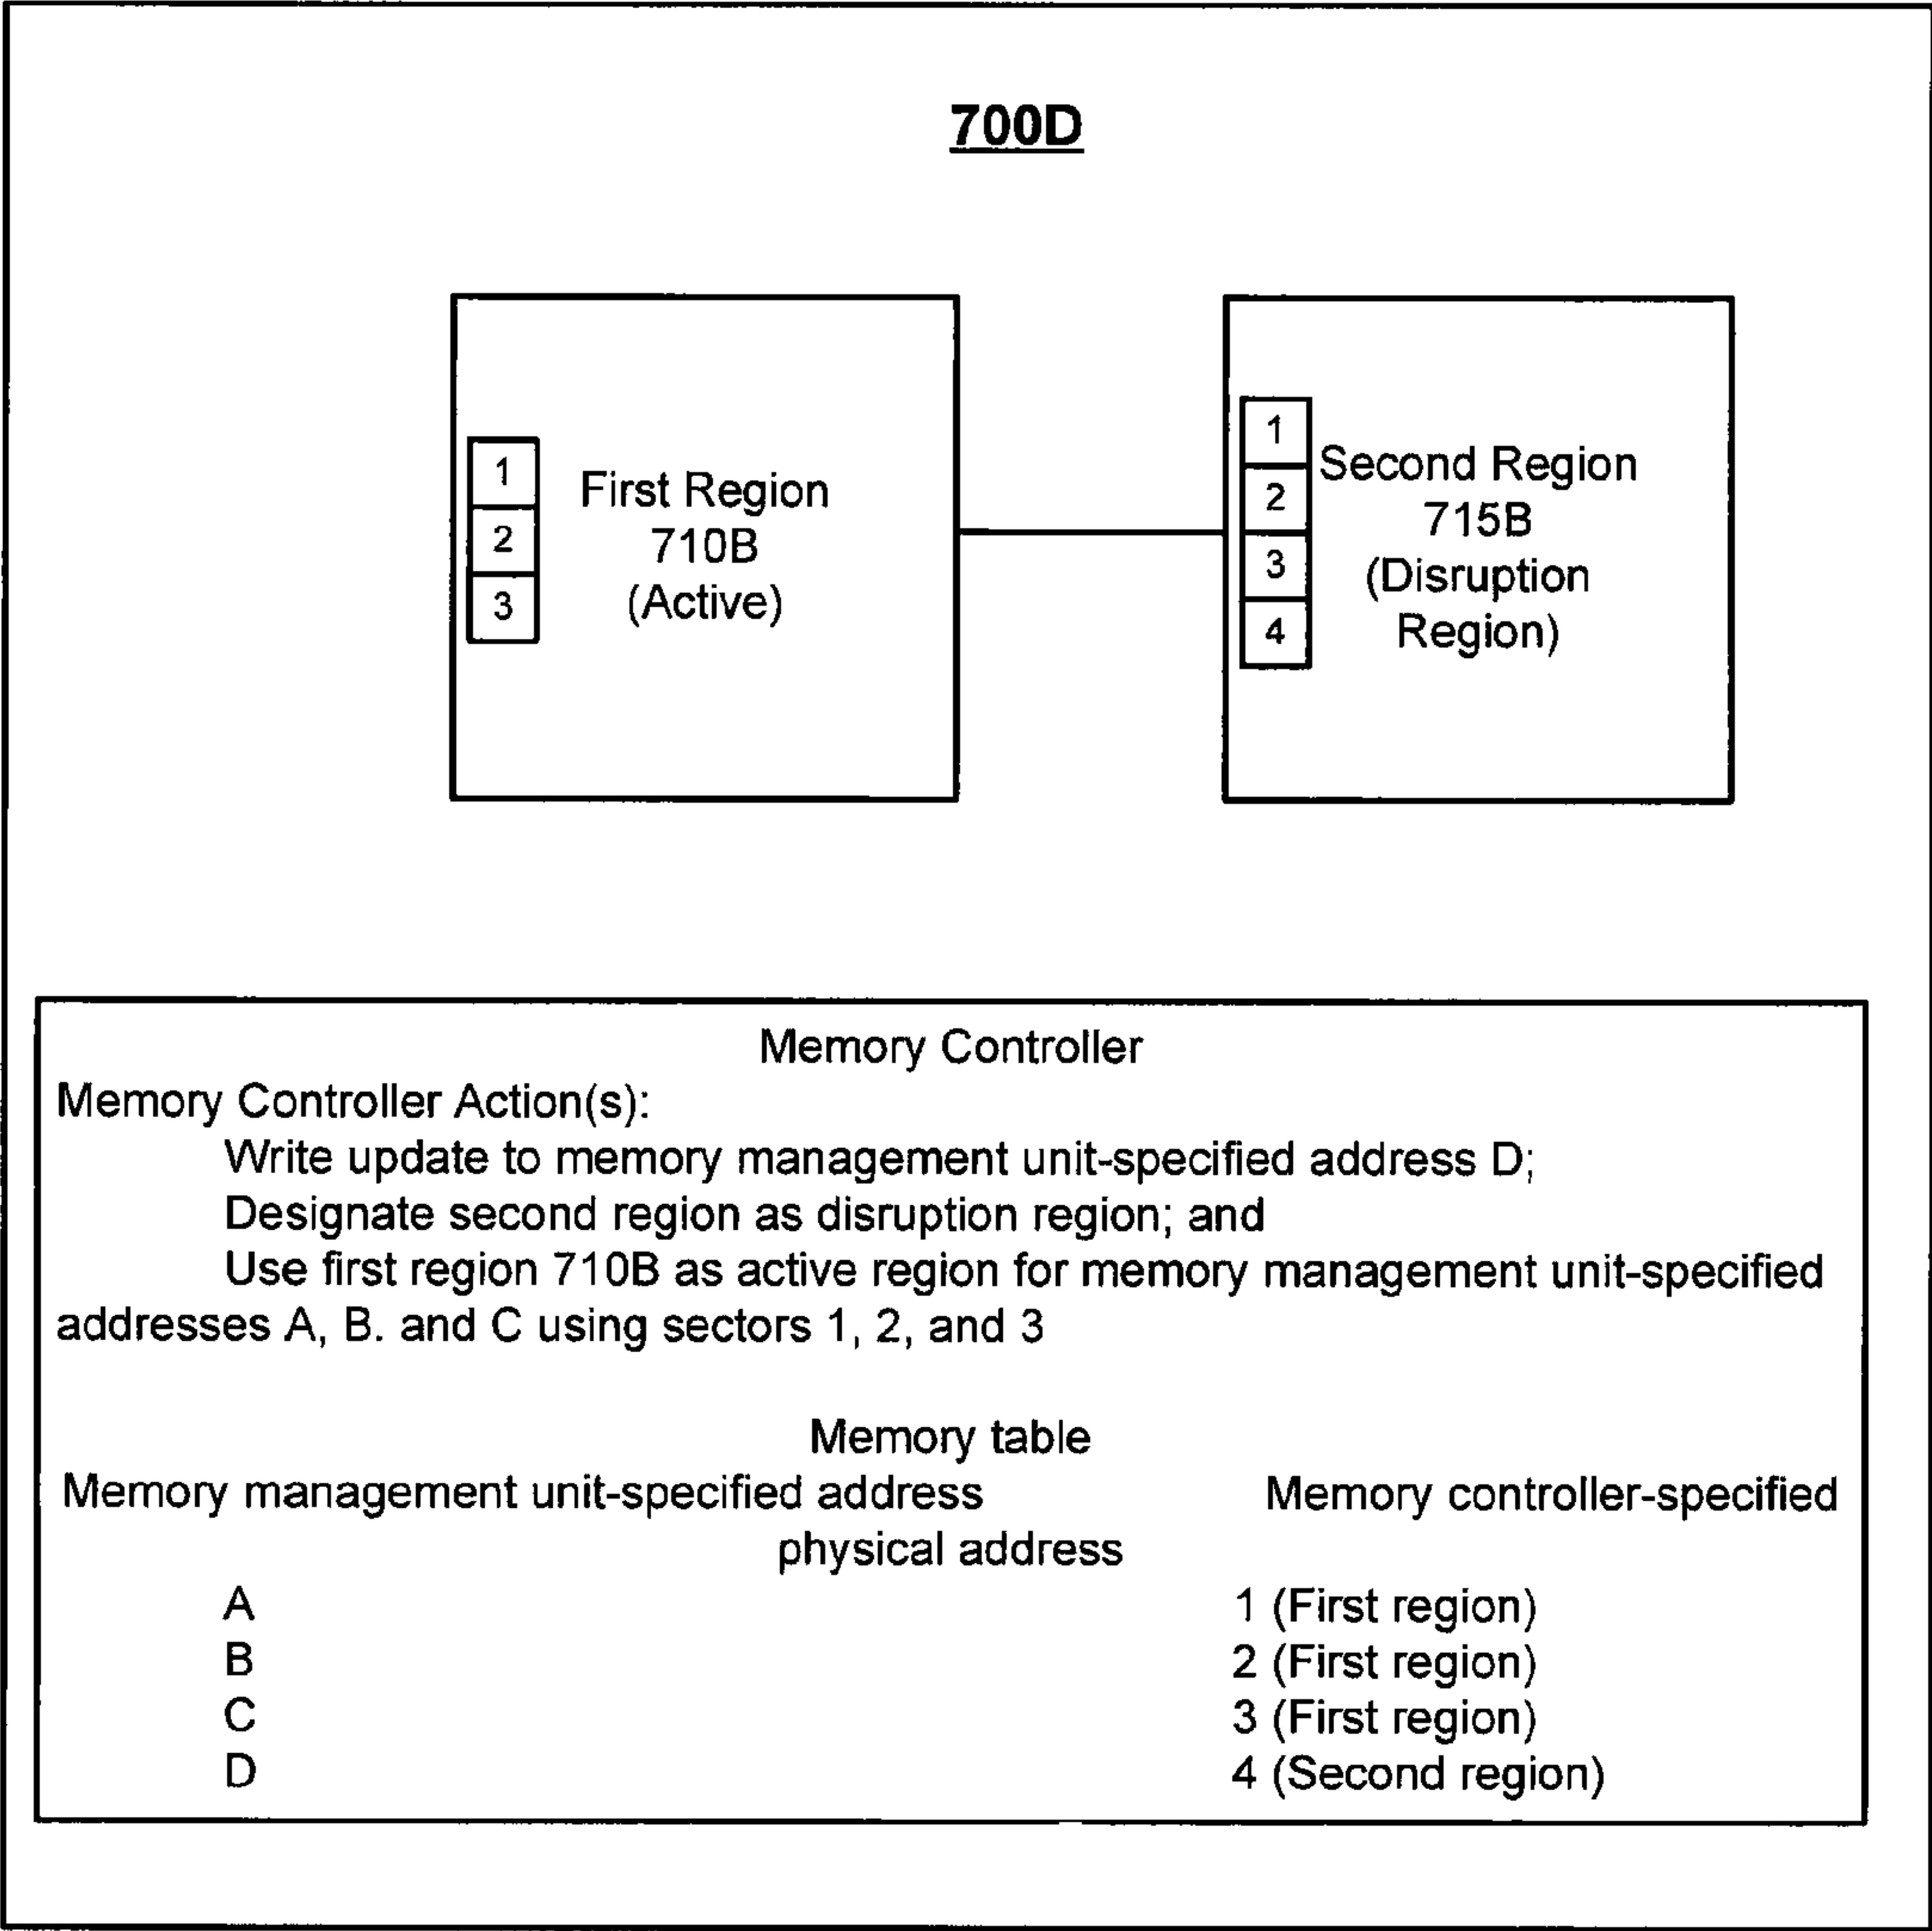 700D
1
2
3
First Region
710B
(Active)
1
2
3
4
Second Region
715B
(Disruption
Region)
Memory Controller
Memory Controller Action(s):
Write update to memory management unit-specified address D;
Designate second region as disruption region; and
Use first region 710B as active region for memory management unit-specified
addresses A, B. and C using sectors 1, 2, and 3
Memory table
Memory management unit-specified address Memory controller-specified
physical address
A 1 (First region)
B 2 (First region)
C 3 (First region)
D 4 (Second region)